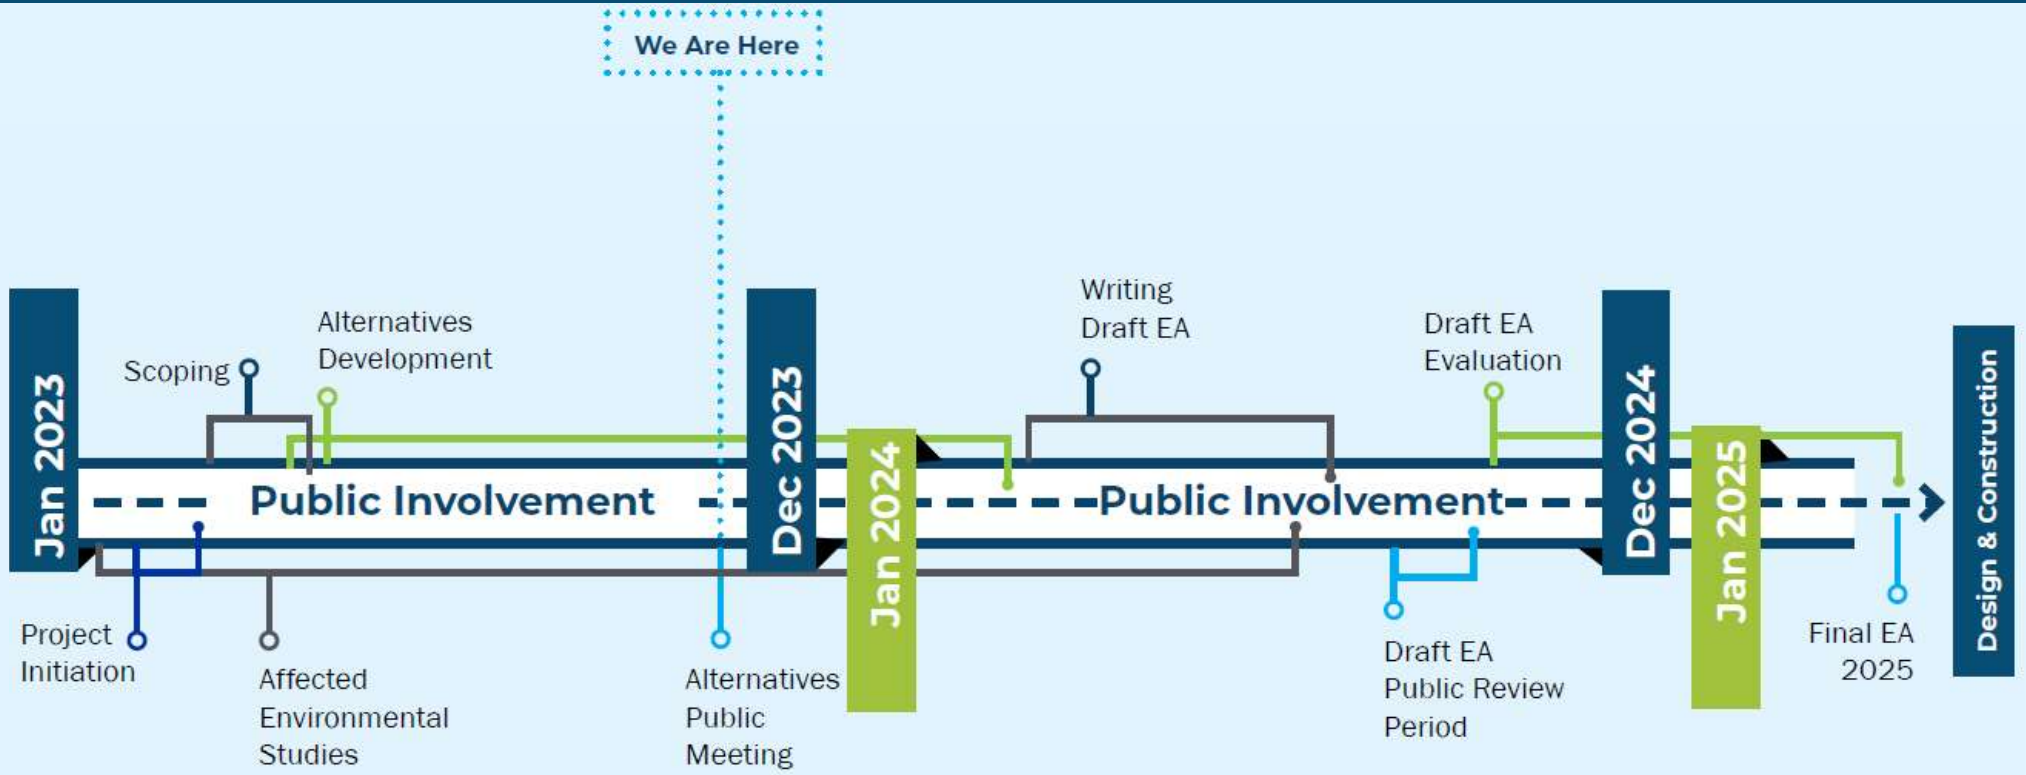 We Are Here
Jan 2023
Scoping
Alternatives
Development
Dec 2023
Jan 2024
Writing
Draft EA
Draft EA
Evaluation
Dec 2024
Jan 2025
Design & Construction
Public Involvement
Public Involvement
Project
Initiation
Affected
Environmental
Studies
Alternatives
Public
Meeting
Draft EA
Public Review
Period
Final EA
2025